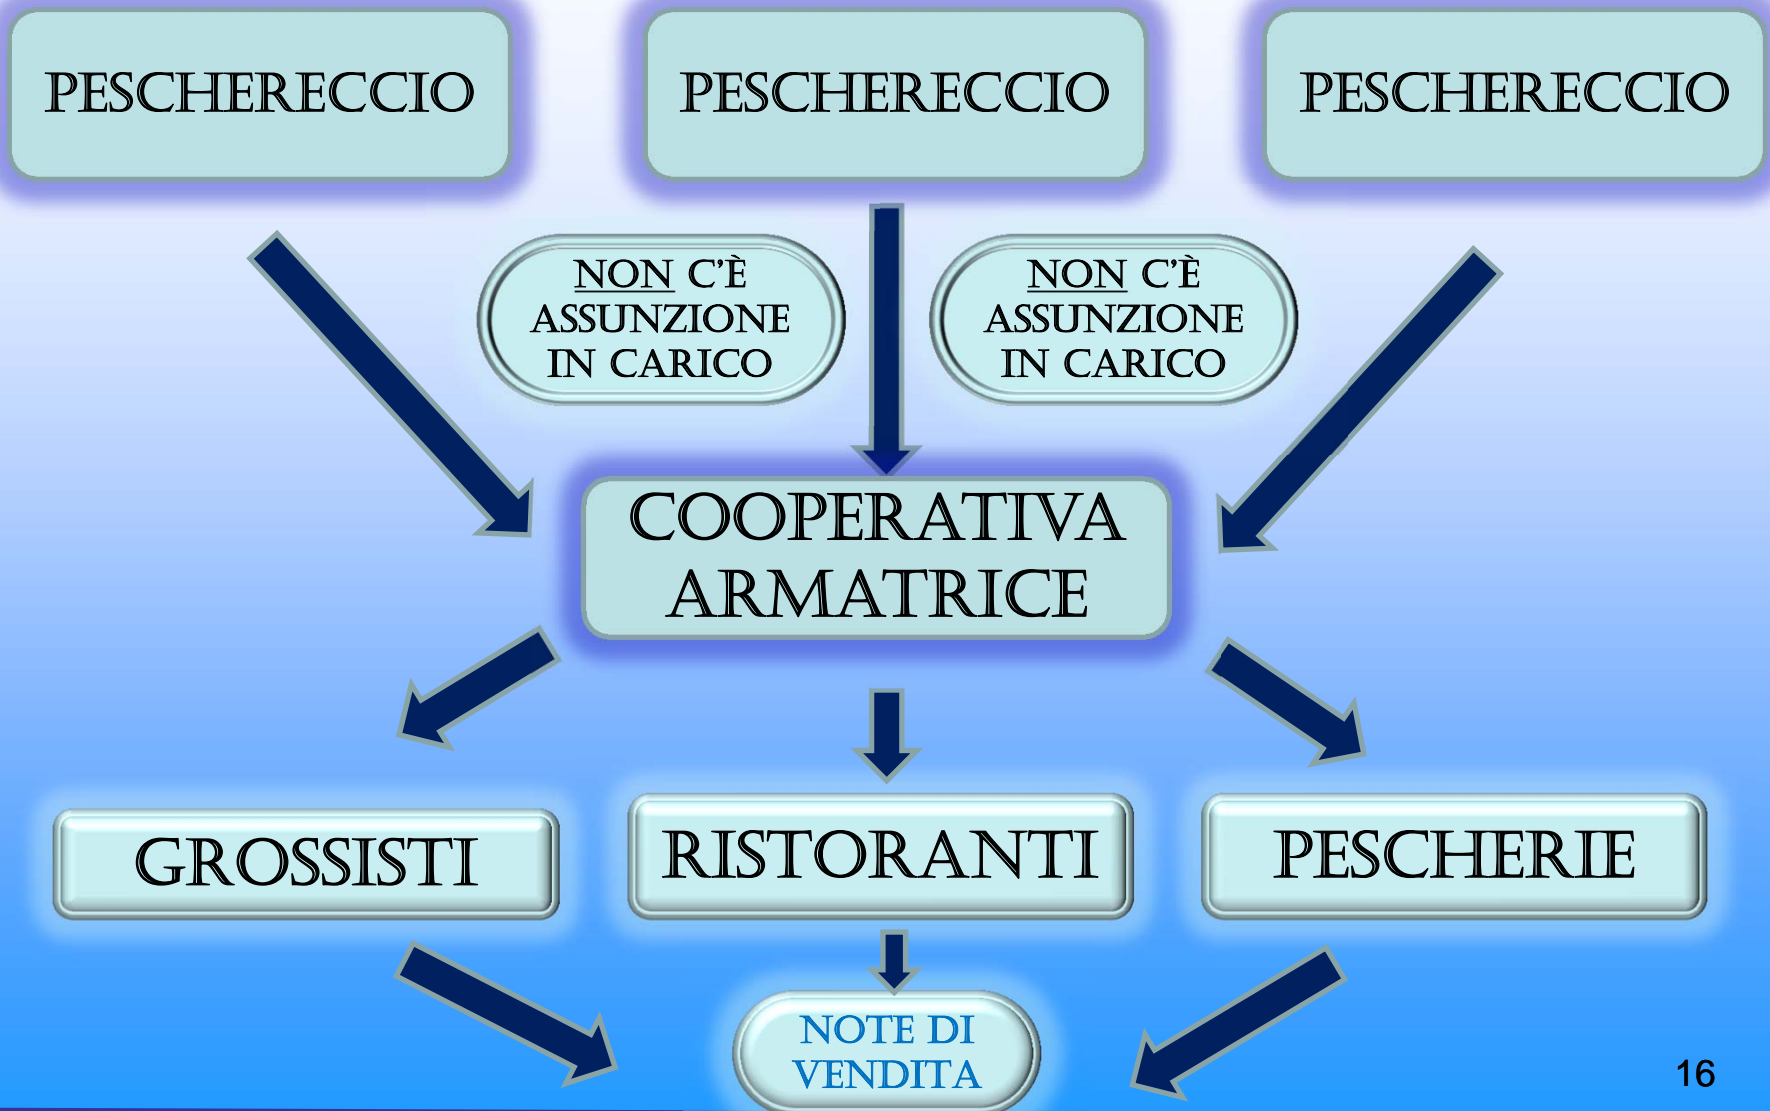 PESCHERECCIO
PESCHERECCIO
PESCHERECCIO
NON C'È
ASSUNZIONE
IN CARICO
NON C'È
ASSUNZIONE
IN CARICO
COOPERATIVA
ARMATRICE
GROSSISTI
RISTORANTI
PESCHERIE
NOTE DI
VENDITA
16